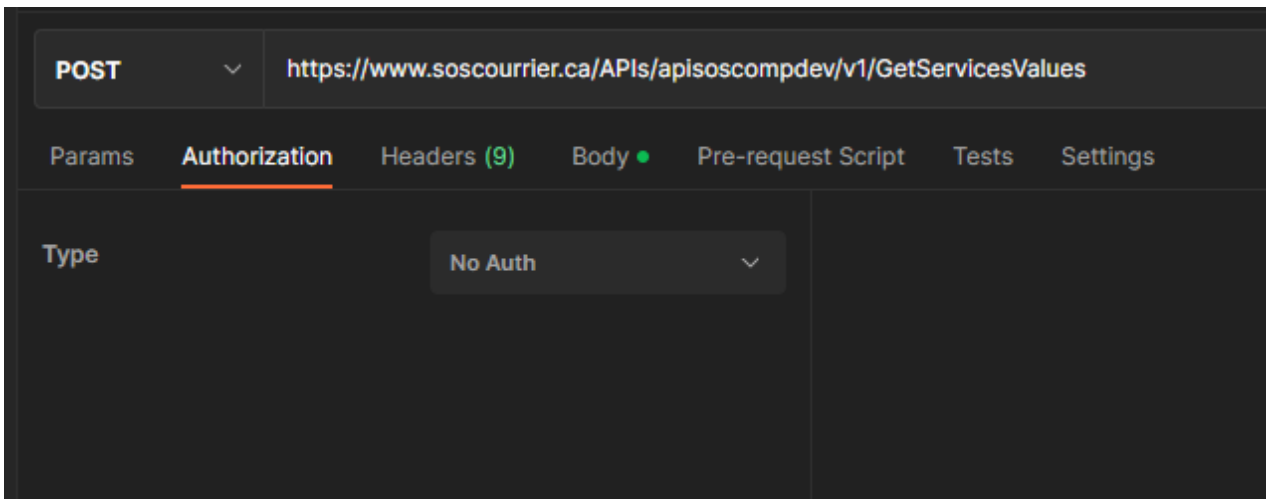 POST https://www.soscourrier.ca/APIs/apisoscompdev/v1/GetServicesValues
Params Authorization Headers (9) Body Pre-request Script Tests Settings
Type No Auth